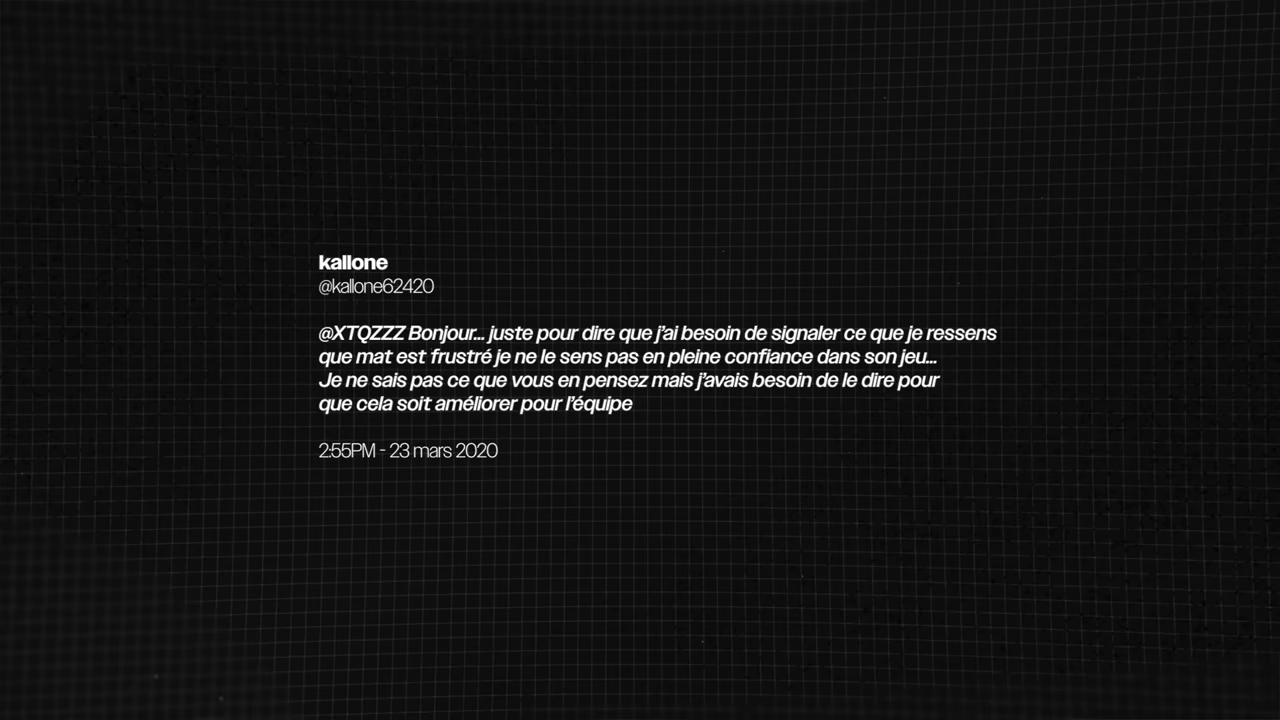 kallone
@kallone62420
@XTQZZZ Bonjour... juste pour dire que j'ai besoin de signaler ce que je ressens
que mat est frustré je ne le sens pas en pleine confiance dans son jeu...
Je ne sais pas ce que vous en pensez mais j'avais besoin de le dire pour
que cela soit améliorer pour l'équipe
2:55PM - 23 mars 2020